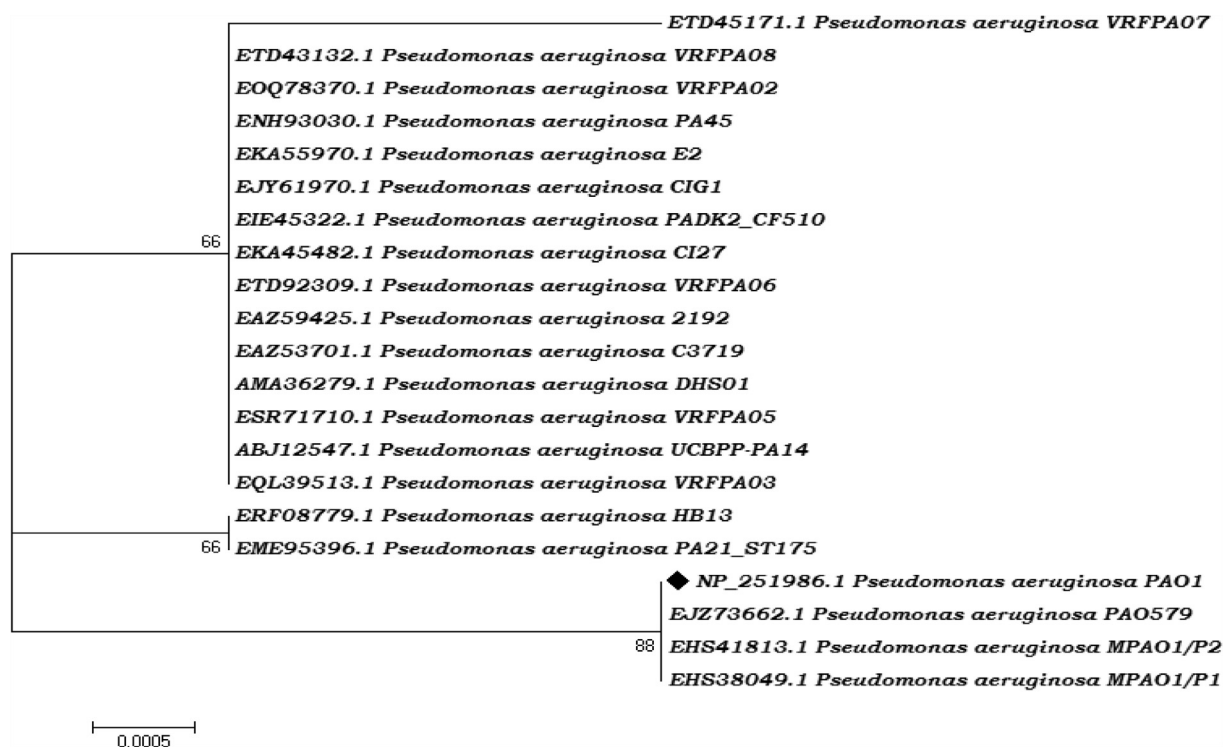 ETD45171.1 Pseudomonas aeruginosa VRFPA07
ETD43132.1 Pseudomonas aeruginosa VRFPA08
EOQ78370.1 Pseudomonas aeruginosa VRFPA02
ENH93030.1 Pseudomonas aeruginosa PA45
EKA55970.1 Pseudomonas aeruginosa E2
EJY61970.1 Pseudomonas aeruginosa CIG1
EIE45322.1 Pseudomonas aeruginosa PADK2_CF510
66
EKA45482.1 Pseudomonas aeruginosa CI27
ETD92309.1 Pseudomonas aeruginosa VRFPA06
EAZ59425.1 Pseudomonas aeruginosa 2192
EAZ53701.1 Pseudomonas aeruginosa C3719
AMA36279.1 Pseudomonas aeruginosa DHS01
ESR71710.1 Pseudomonas aeruginosa VRFPA05
ABJ12547.1 Pseudomonas aeruginosa UCBPP-PA14
EQL39513.1 Pseudomonas aeruginosa VRFPA03
ERF08779.1 Pseudomonas aeruginosa HB13
66 EME95396.1 Pseudomonas aeruginosa PA21_ST175
NP_251986.1 Pseudomonas aeruginosa PAO1
EJZ73662.1 Pseudomonas aeruginosa PAO579
88 EHS41813.1 Pseudomonas aeruginosa MPAO1/P2
EHS38049.1 Pseudomonas aeruginosa MPAO1/P1
0.0005